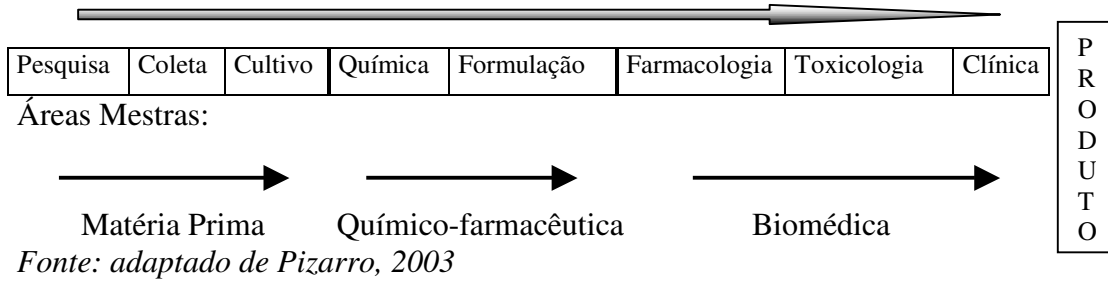 Pesquisa Coleta Cultivo Química Formulação Farmacologia Toxicologia Clínica
Áreas Mestras:
Matéria Prima Químico-farmacêutica Biomédica
Fonte: adaptado de Pizarro, 2003
P
R
O
D
U
T
O